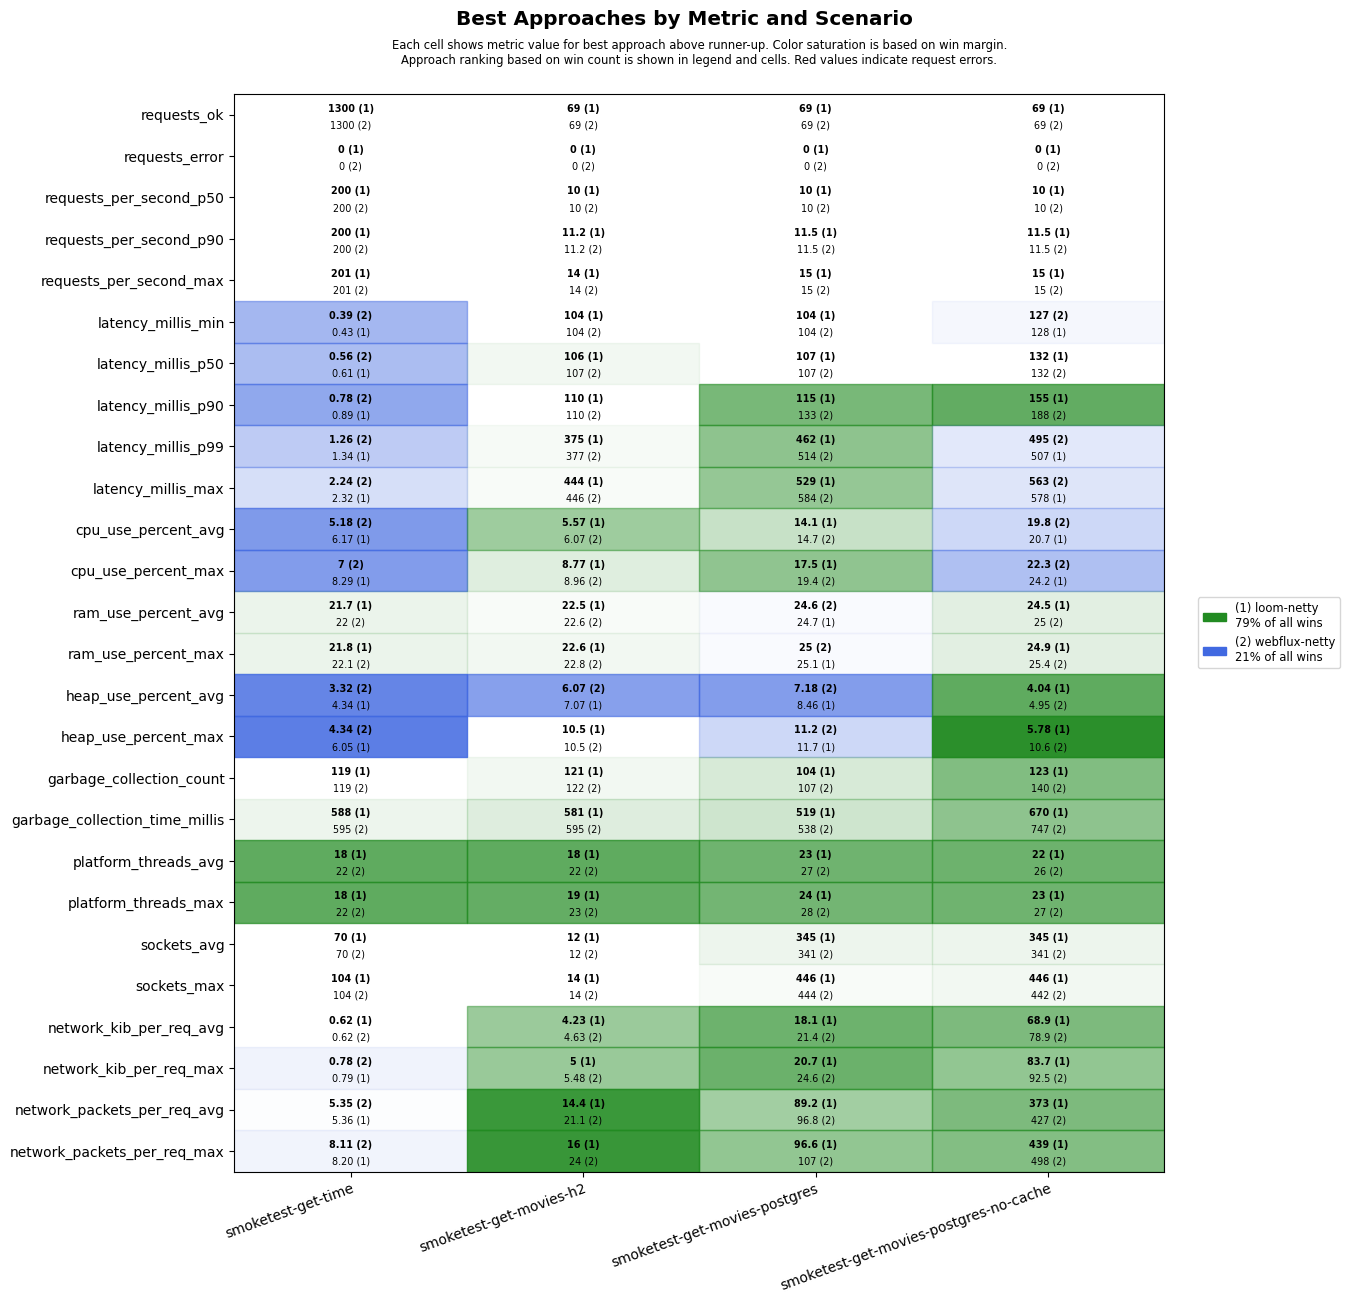 Best Approaches by Metric and Scenario
Each cell shows metric value for best approach above runner-up. Color saturation is based on win margin.
Approach ranking based on win count is shown in legend and cells. Red values indicate request errors.
requests_ok
1300 (1) 69 (1) 69 (1) 69 (1)
1300 (2) 69 (2) 69 (2) 69 (2)
requests_error
0 (1) 0 (1) 0 (1) 0 (1)
0 (2) 0 (2) 0 (2) 0 (2)
requests_per_second_p50
200 (1) 10 (1) 10 (1) 10 (1)
200 (2) 10 (2) 10 (2) 10 (2)
requests_per_second_p90
200 (1) 11.2 (1) 11.5 (1) 11.5 (1)
200 (2) 11.2 (2) 11.5 (2) 11.5 (2)
requests_per_second_max
201 (1) 14 (1) 15 (1) 15 (1)
201 (2) 14 (2) 15 (2) 15 (2)
latency_millis_min
0.39 (2) 104 (1) 104 (1) 127 (2)
0.43 (1) 104 (2) 104 (2) 128 (1)
latency_millis_p50
0.56 (2) 106 (1) 107 (1) 132 (1)
0.61 (1) 107 (2) 107 (2) 132 (2)
latency_millis_p90
0.78 (2) 110 (1) 115 (1) 155 (1)
0.89 (1) 110 (2) 133 (2) 188 (2)
latency_millis_p99
1.26 (2) 375 (1) 462 (1) 495 (2)
1.34 (1) 377 (2) 514 (2) 507 (1)
latency_millis_max
2.24 (2) 444 (1) 529 (1) 563 (2)
2.32 (1) 446 (2) 584 (2) 578 (1)
cpu_use_percent_avg
5.18 (2) 5.57 (1) 14.1 (1) 19.8 (2)
6.17 (1) 6.07 (2) 14.7 (2) 20.7 (1)
cpu_use_percent_max
7 (2) 8.77 (1) 17.5 (1) 22.3 (2)
8.29 (1) 8.96 (2) 19.4 (2) 24.2 (1)
ram_use_percent_avg
21.7 (1) 22.5 (1) 24.6 (2) 24.5 (1)
22 (2) 22.6 (2) 24.7 (1) 25 (2)
ram_use_percent_max
21.8 (1) 22.6 (1) 25 (2) 24.9 (1)
22.1 (2) 22.8 (2) 25.1 (1) 25.4 (2)
heap_use_percent_avg
3.32 (2) 6.07 (2) 7.18 (2) 4.04 (1)
4.34 (1) 7.07 (1) 8.46 (1) 4.95 (2)
heap_use_percent_max
4.34 (2) 10.5 (1) 11.2 (2) 5.78 (1)
6.05 (1) 10.5 (2) 11.7 (1) 10.6 (2)
garbage_collection_count
119 (1) 121 (1) 104 (1) 123 (1)
119 (2) 122 (2) 107 (2) 140 (2)
garbage_collection_time_millis
588 (1) 581 (1) 519 (1) 670 (1)
595 (2) 595 (2) 538 (2) 747 (2)
platform_threads_avg
18 (1) 18 (1) 23 (1) 22 (1)
22 (2) 22 (2) 27 (2) 26 (2)
platform_threads_max
18 (1) 19 (1) 24 (1) 23 (1)
22 (2) 23 (2) 28 (2) 27 (2)
sockets_avg
70 (1) 12 (1) 345 (1) 345 (1)
70 (2) 12 (2) 341 (2) 341 (2)
sockets_max
104 (1) 14 (1) 446 (1) 446 (1)
104 (2) 14 (2) 444 (2) 442 (2)
network_kib_per_req_avg
0.62 (1) 4.23 (1) 18.1 (1) 68.9 (1)
0.62 (2) 4.63 (2) 21.4 (2) 78.9 (2)
network_kib_per_req_max
0.78 (2) 5 (1) 20.7 (1) 83.7 (1)
0.79 (1) 5.48 (2) 24.6 (2) 92.5 (2)
network_packets_per_req_avg
5.35 (2) 14.4 (1) 89.2 (1) 373 (1)
5.36 (1) 21.1 (2) 96.8 (2) 427 (2)
network_packets_per_req_max
8.11 (2) 16 (1) 96.6 (1) 439 (1)
8.20 (1) 24 (2) 107 (2) 498 (2)
smoketest-get-time
smoketest-get-movies-h2
smoketest-get-movies-postgres
smoketest-get-movies-postgres-no-cache
(1) loom-netty
79% of all wins
(2) webflux-netty
21% of all wins